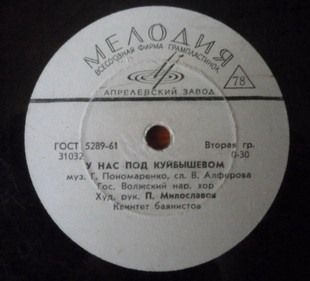 МЕЛОДИЯ
ВСЕСОЮЗНАЯ ФИРМА ГРАМПЛАСТИНОК
78
АПРЕЛЕВСКИЙ ЗАВОД
ГОСТ 5289-61 Вторая гр.
31032 0-30
У НАС ПОД КУЙБЫШЕВОМ
муз. Г. Пономаренко, сл. В. Алферова
Гос. Волжский нар. хор
Худ. рук. П. Милославов
Квинтет баянистов